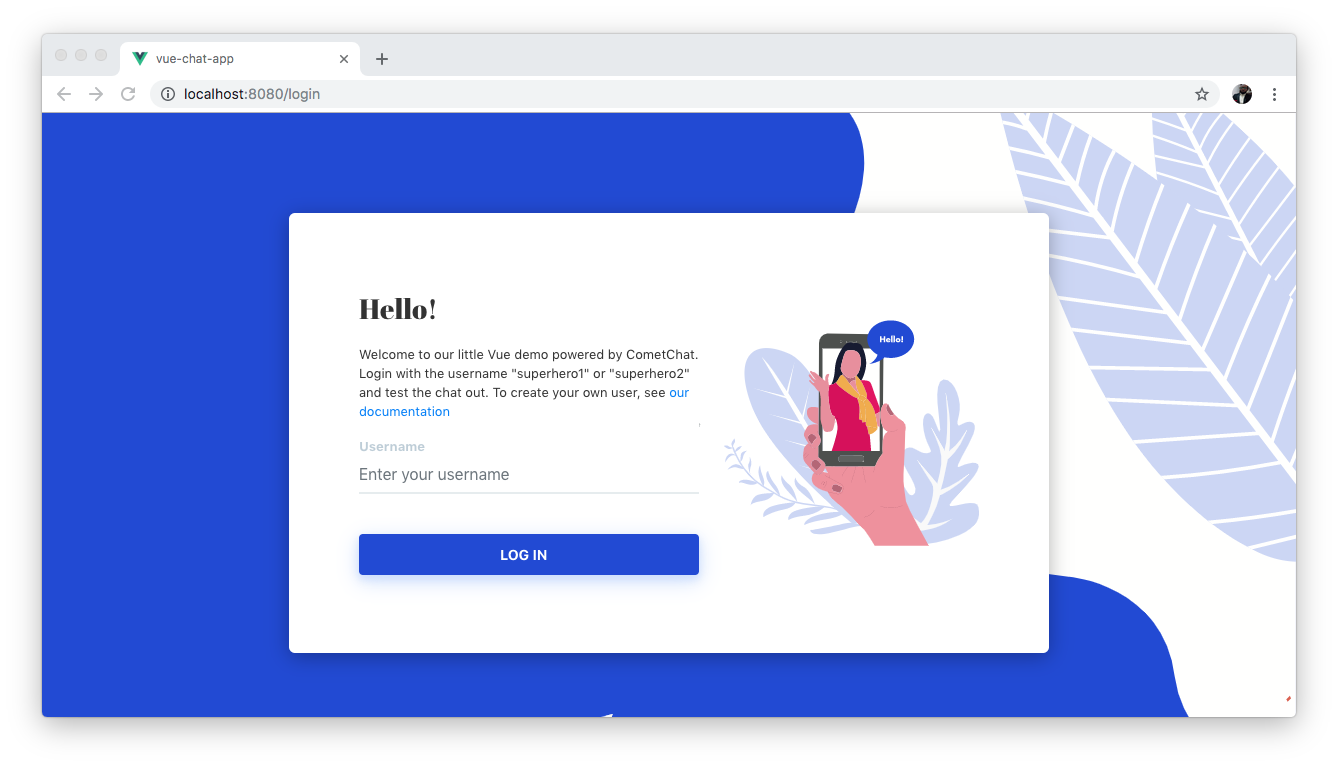 vue-chat-app
localhost:8080/login
Hello!
Welcome to our little Vue demo powered by CometChat.
Login with the username "superhero1" or "superhero2"
and test the chat out. To create your own user, see our
documentation
Username
Enter your username
LOG IN
Hello!